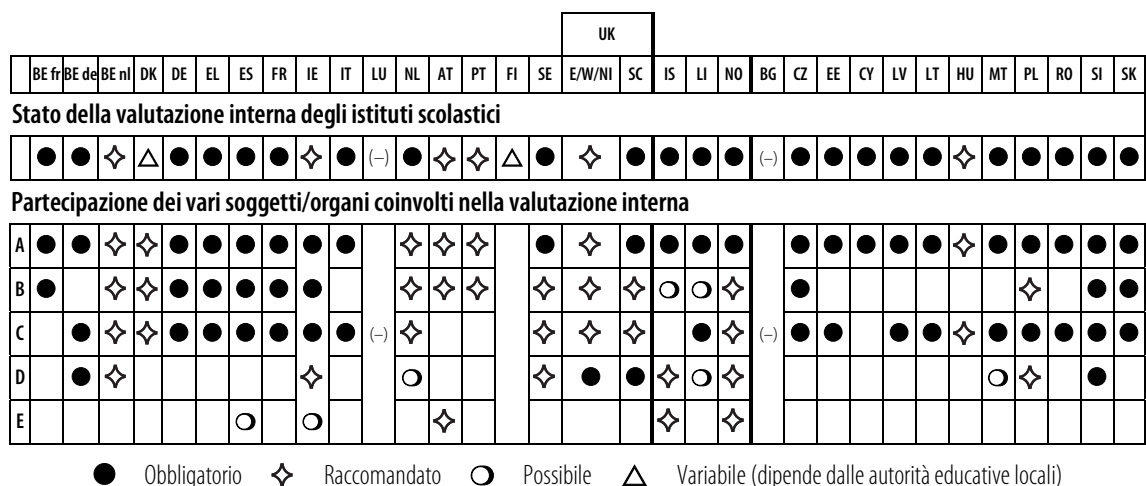 UK
BE fr BE de BE nl DK DE EL ES FR IE IT LU NL AT PT FI SE E/W/NI SC IS LI NO BG CZ EE CY LV LT HU MT PL RO SI SK
Stato della valutazione interna degli istituti scolastici
● ● ✧ △ ● ● ● ● ✧ ● (–) ● ✧ ✧ △ ● ✧ ● ● ● ● (–) ● ● ● ● ● ✧ ● ● ● ● ●
Partecipazione dei vari soggetti/organi coinvolti nella valutazione interna
A ● ● ✧ ✧ ● ● ● ● ● ● ✧ ✧ ✧ ● ✧ ● ● ● ● ● ● ● ● ● ✧ ● ● ● ● ●
B ● ✧ ✧ ● ● ● ● ● ✧ ✧ ✧ ✧ ✧ ✧ ❍ ❍ ✧ ● ✧ ● ●
C ● ✧ ✧ ● ● ● ● ● ● (–) ✧ ✧ ✧ ✧ ● ✧ (–) ● ● ● ● ✧ ● ● ● ● ●
D ● ✧ ✧ ❍ ✧ ● ● ✧ ❍ ✧ ❍ ✧ ●
E ❍ ❍ ✧ ✧ ✧
● Obbligatorio ✧ Raccomandato ❍ Possibile △ Variabile (dipende dalle autorità educative locali)